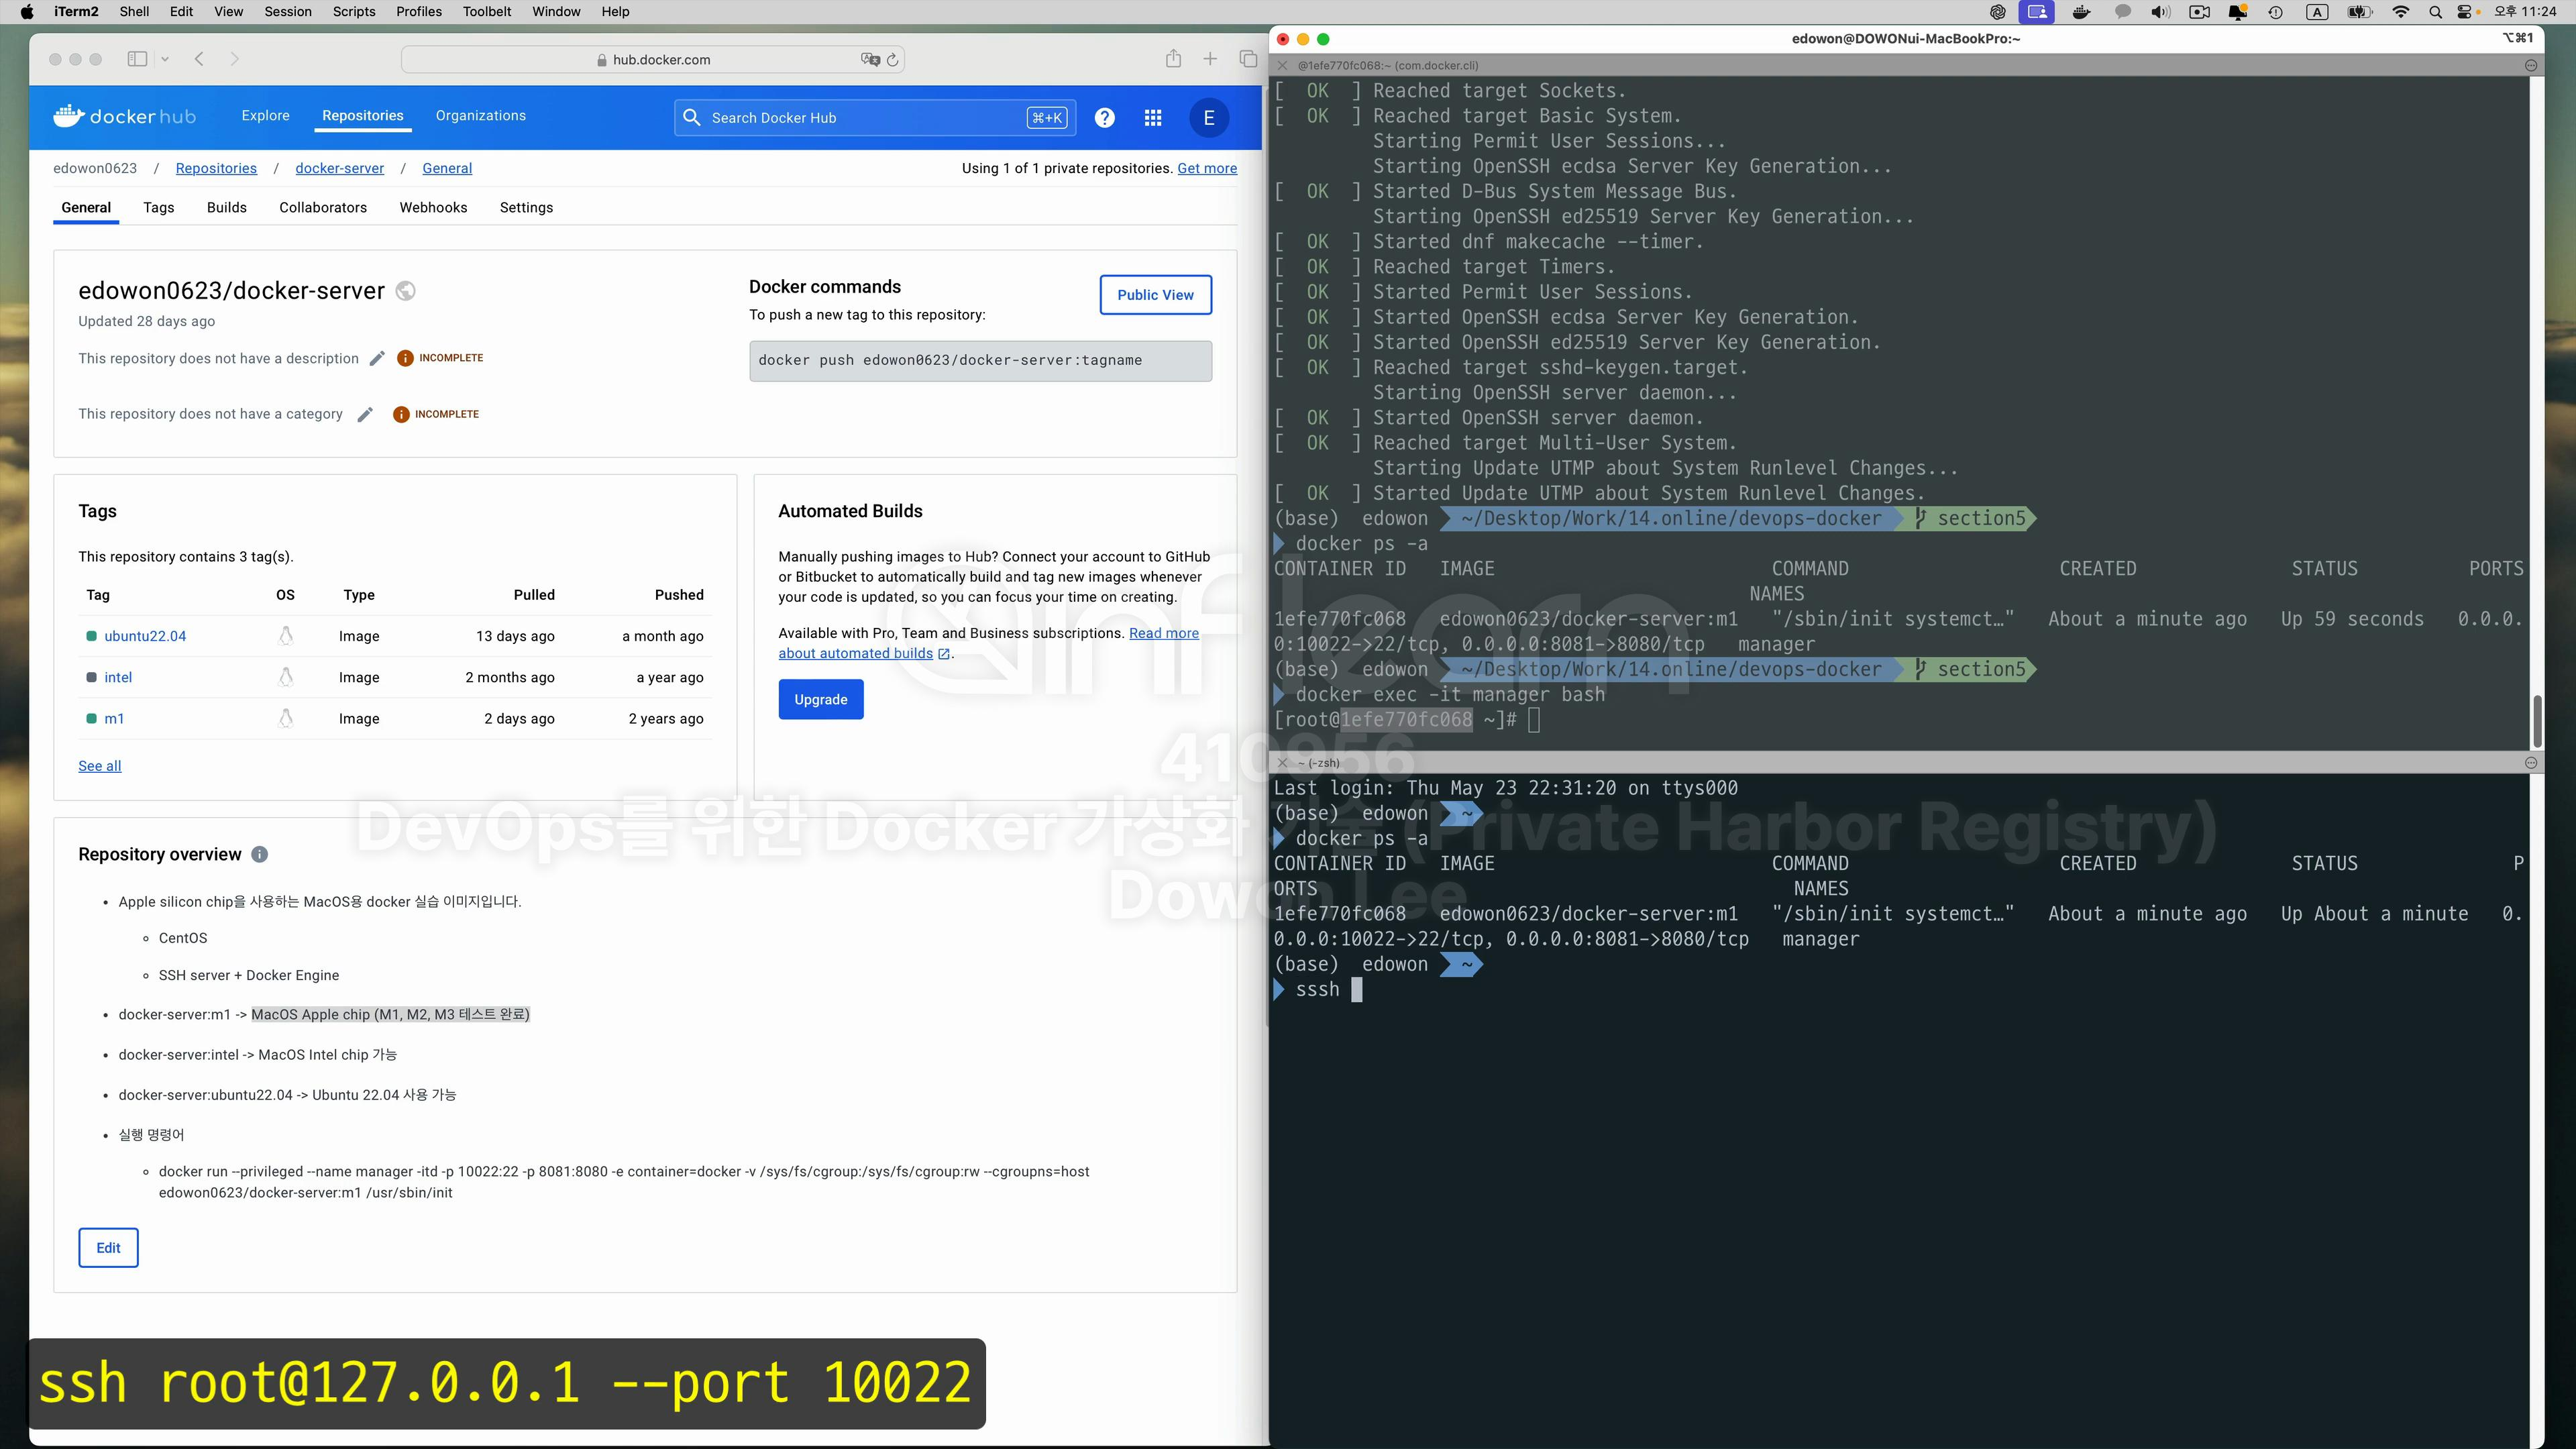 iTerm2 Shell Edit View Session Scripts Profiles Toolbelt Window Help
A 오후 11:24
hub.docker.com
docker hub Explore Repositories Organizations Search Docker Hub ⌘+K ? E
edowon0623 / Repositories / docker-server / General
Using 1 of 1 private repositories. Get more
General Tags Builds Collaborators Webhooks Settings
edowon0623/docker-server
Updated 28 days ago
This repository does not have a description INCOMPLETE
This repository does not have a category INCOMPLETE
Docker commands
To push a new tag to this repository:
Public View
docker push edowon0623/docker-server:tagname
Tags
This repository contains 3 tag(s).
Tag OS Type Pulled Pushed
ubuntu22.04 Image 13 days ago a month ago
intel Image 2 months ago a year ago
m1 Image 2 days ago 2 years ago
See all
Automated Builds
Manually pushing images to Hub? Connect your account to GitHub
or Bitbucket to automatically build and tag new images whenever
your code is updated, so you can focus your time on creating.
Available with Pro, Team and Business subscriptions. Read more
about automated builds.
Upgrade
Repository overview
Apple silicon chip을 사용하는 MacOS용 docker 실습 이미지입니다.
CentOS
SSH server + Docker Engine
docker-server:m1 -> MacOS Apple chip (M1, M2, M3 테스트 완료)
docker-server:intel -> MacOS Intel chip 가능
docker-server:ubuntu22.04 -> Ubuntu 22.04 사용 가능
실행 명령어
docker run --privileged --name manager -itd -p 10022:22 -p 8081:8080 -e container=docker -v /sys/fs/cgroup:/sys/fs/cgroup:rw --cgroupns=host
edowon0623/docker-server:m1 /usr/sbin/init
Edit
ssh root@127.0.0.1 --port 10022
edowon@DOWONui-MacBookPro:~ ⌥⌘1
@1efe770fc068:~ (com.docker.cli)
[ OK ] Reached target Sockets.
[ OK ] Reached target Basic System.
Starting Permit User Sessions...
Starting OpenSSH ecdsa Server Key Generation...
[ OK ] Started D-Bus System Message Bus.
Starting OpenSSH ed25519 Server Key Generation...
[ OK ] Started dnf makecache --timer.
[ OK ] Reached target Timers.
[ OK ] Started Permit User Sessions.
[ OK ] Started OpenSSH ecdsa Server Key Generation.
[ OK ] Started OpenSSH ed25519 Server Key Generation.
[ OK ] Reached target sshd-keygen.target.
Starting OpenSSH server daemon...
[ OK ] Started OpenSSH server daemon.
[ OK ] Reached target Multi-User System.
Starting Update UTMP about System Runlevel Changes...
[ OK ] Started Update UTMP about System Runlevel Changes.
(base) edowon ~/Desktop/Work/14.online/devops-docker section5
docker ps -a
CONTAINER ID IMAGE COMMAND CREATED STATUS PORTS
NAMES
1efe770fc068 edowon0623/docker-server:m1 "/sbin/init systemct…" About a minute ago Up 59 seconds 0.0.0.
0:10022->22/tcp, 0.0.0.0:8081->8080/tcp manager
(base) edowon ~/Desktop/Work/14.online/devops-docker section5
docker exec -it manager bash
[root@1efe770fc068 ~]#
~ (-zsh)
Last login: Thu May 23 22:31:20 on ttys000
(base) edowon ~
docker ps -a
CONTAINER ID IMAGE COMMAND CREATED STATUS P
ORTS NAMES
1efe770fc068 edowon0623/docker-server:m1 "/sbin/init systemct…" About a minute ago Up About a minute 0.
0.0.0:10022->22/tcp, 0.0.0.0:8081->8080/tcp manager
(base) edowon ~
sssh
inflearn
410956
DevOps를 위한 Docker 가상화 기술(Private Harbor Registry)
Dowon Lee